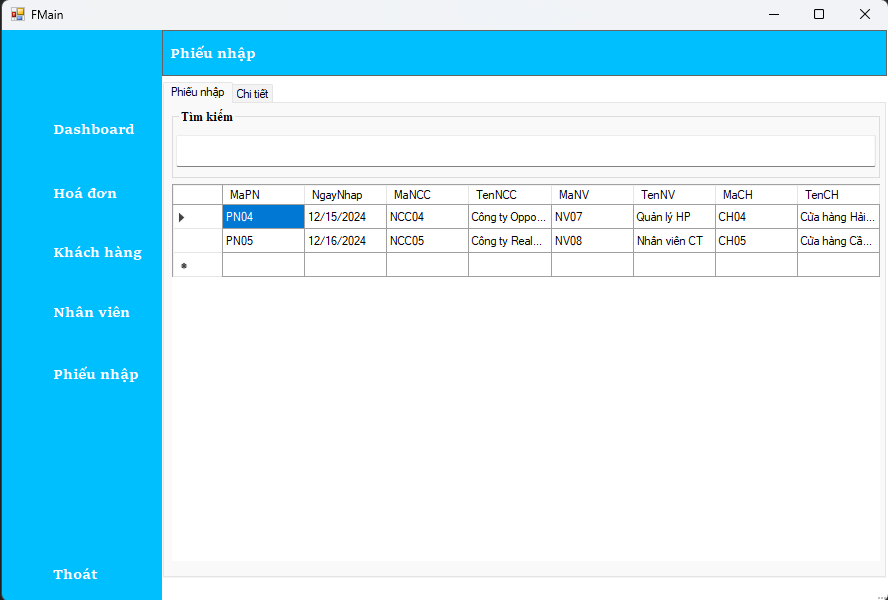 FMain
Phiếu nhập
Dashboard
Hoá đơn
Khách hàng
Nhân viên
Phiếu nhập
Thoát
Phiếu nhập Chi tiết
Tìm kiếm
MaPN NgayNhap MaNCC TenNCC MaNV TenNV MaCH TenCH
PN04 12/15/2024 NCC04 Công ty Oppo... NV07 Quản lý HP CH04 Cửa hàng Hải...
PN05 12/16/2024 NCC05 Công ty Real... NV08 Nhân viên CT CH05 Cửa hàng Cầ...